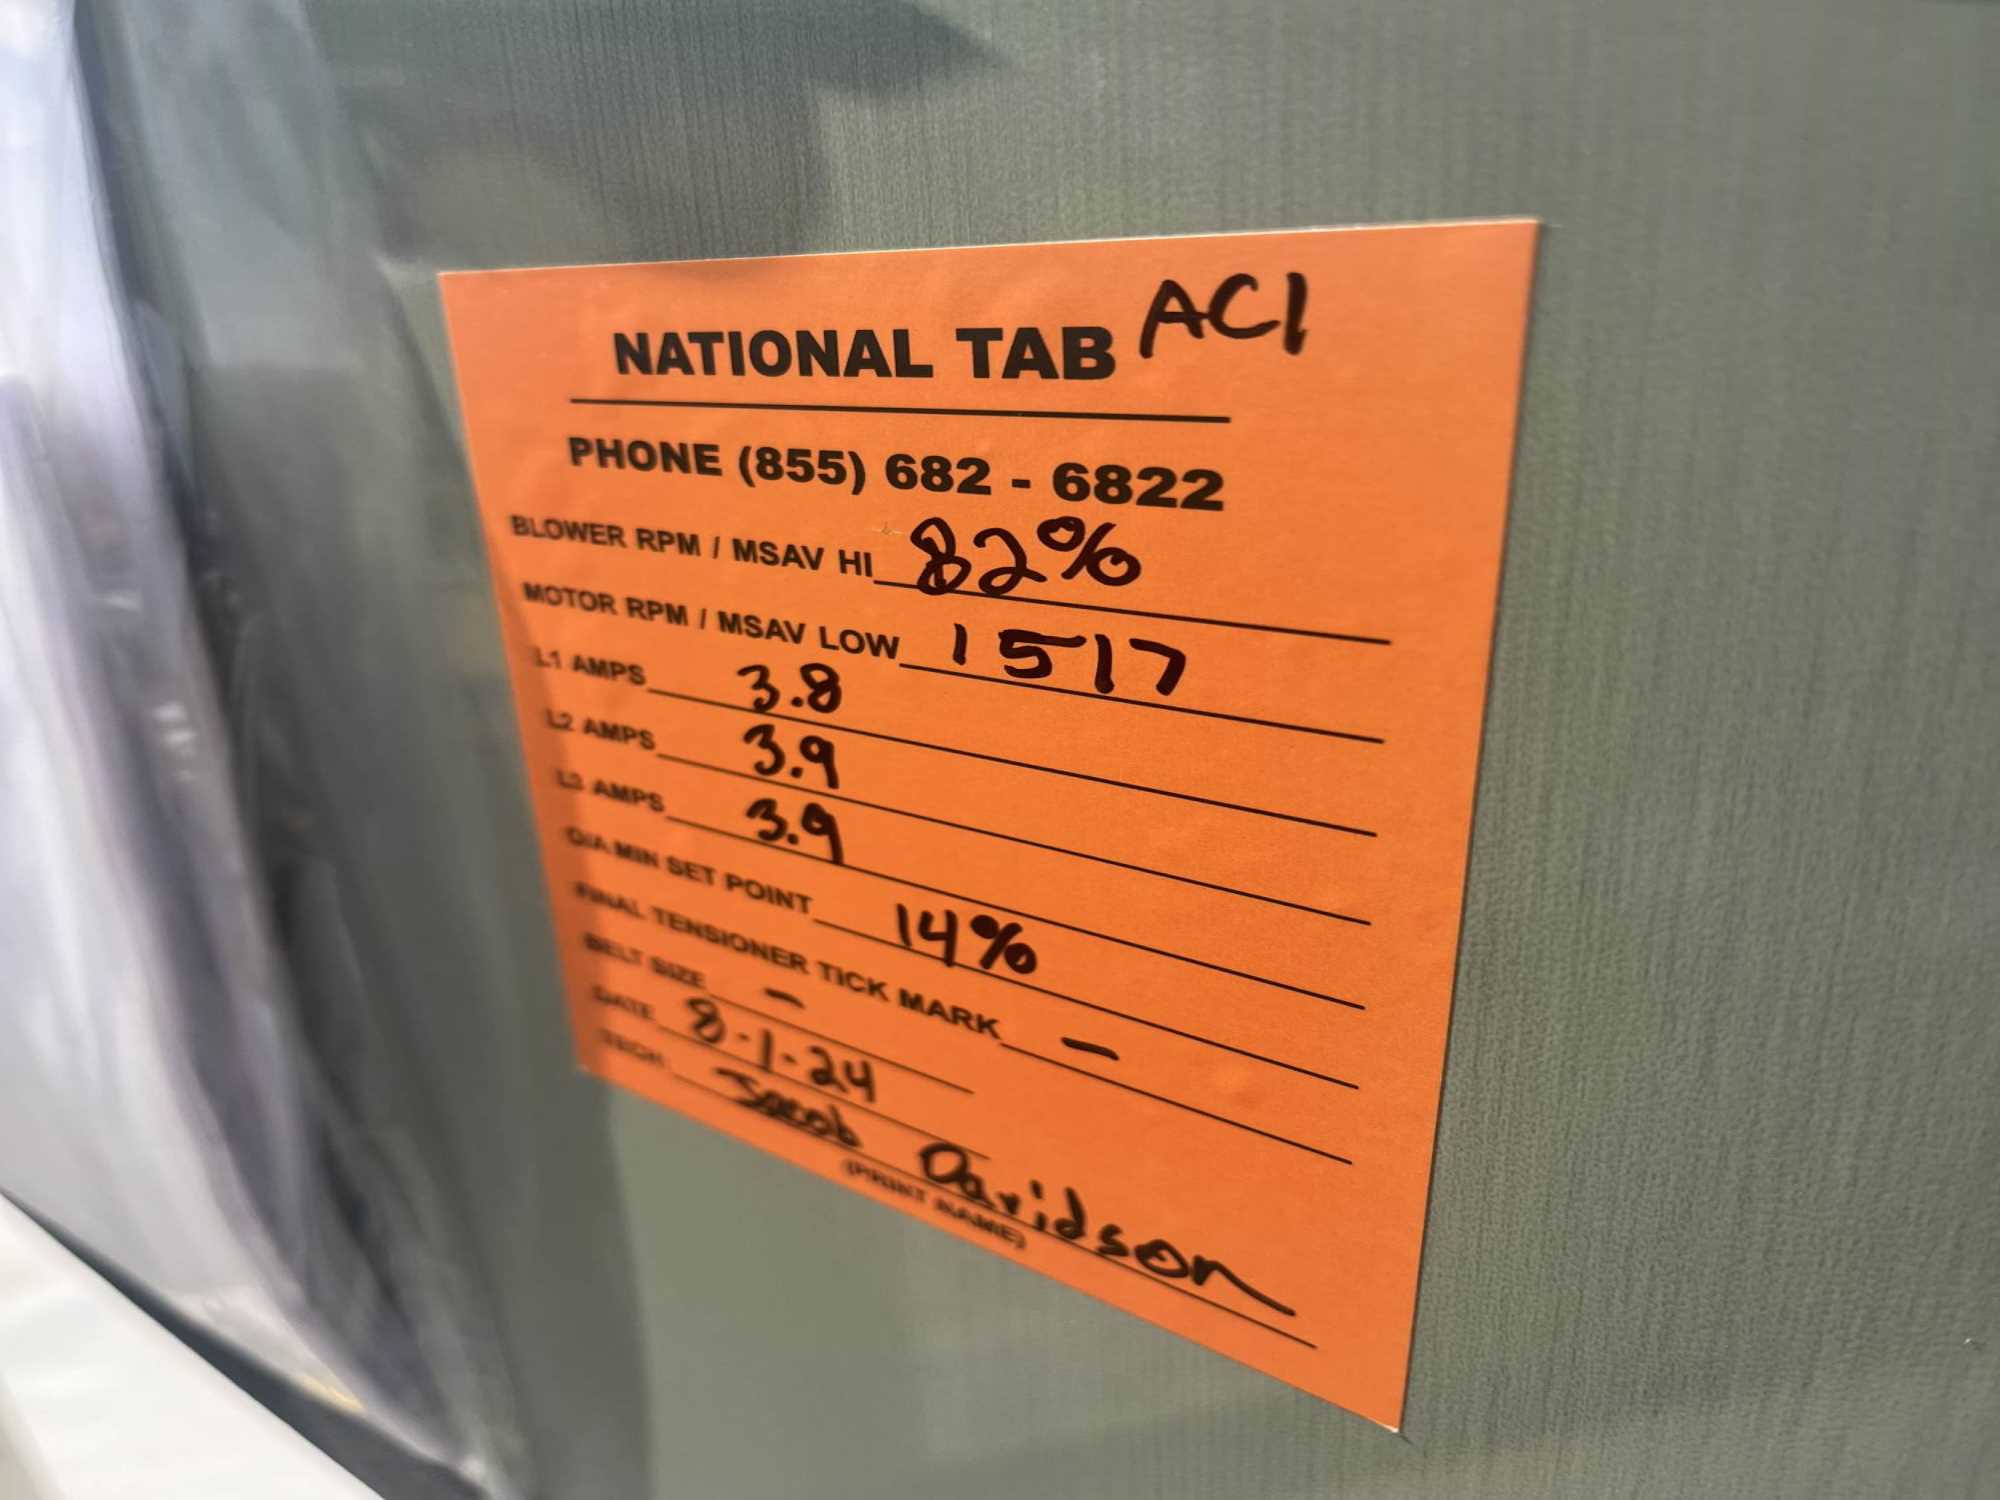 AC1
NATIONAL TAB
PHONE (855) 682 - 6822
BLOWER RPM / MSAV HI 82%
MOTOR RPM / MSAV LOW 1517
L1 AMPS 3.8
L2 AMPS 3.9
L3 AMPS 3.9
O/A MIN SET POINT 14%
FINAL TENSIONER TICK MARK -
BELT SIZE -
DATE 8-1-24
TECH Jacob Davidson
(PRINT NAME)